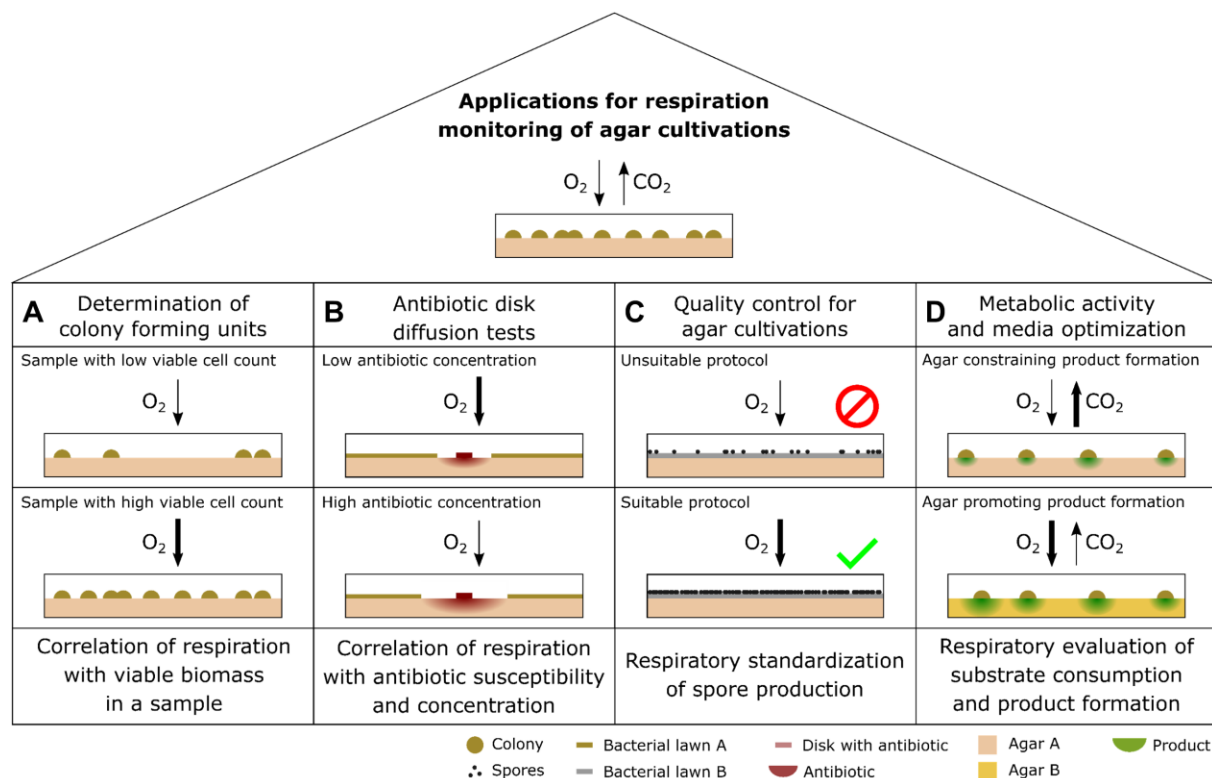 Applications for respiration
monitoring of agar cultivations
O₂ CO₂
A Determination of
colony forming units
B Antibiotic disk
diffusion tests
C Quality control for
agar cultivations
D Metabolic activity
and media optimization
Sample with low viable cell count
O₂
Low antibiotic concentration
O₂
Unsuitable protocol
O₂
Agar constraining product formation
O₂ CO₂
Sample with high viable cell count
O₂
High antibiotic concentration
O₂
Suitable protocol
O₂
Agar promoting product formation
O₂ CO₂
Correlation of respiration
with viable biomass
in a sample
Correlation of respiration
with antibiotic susceptibility
and concentration
Respiratory standardization
of spore production
Respiratory evaluation of
substrate consumption
and product formation
Colony Bacterial lawn A Disk with antibiotic Agar A Product
Spores Bacterial lawn B Antibiotic Agar B